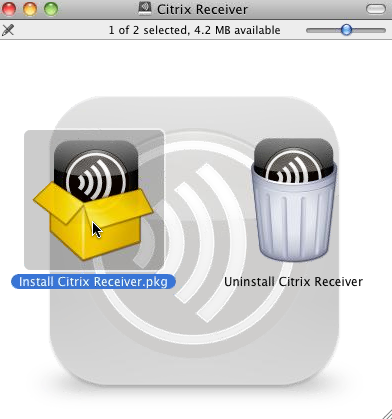 Citrix Receiver
1 of 2 selected, 4.2 MB available
Install Citrix Receiver.pkg
Uninstall Citrix Receiver